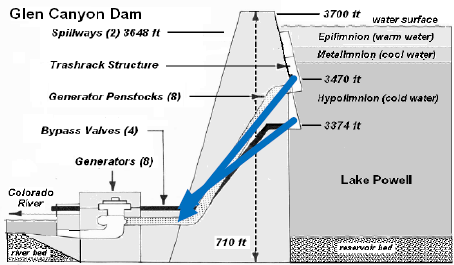 Glen Canyon Dam
3700 ft
water surface
Spillways (2) 3648 ft
Epilimnion (warm water)
Metalimnion (cool water)
Trashrack Structure
3470 ft
Generator Penstocks (8)
Hypolimnion (cold water)
3374 ft
Bypass Valves (4)
Generators (8)
Lake Powell
Colorado
River
710 ft
river bed
reservoir bed